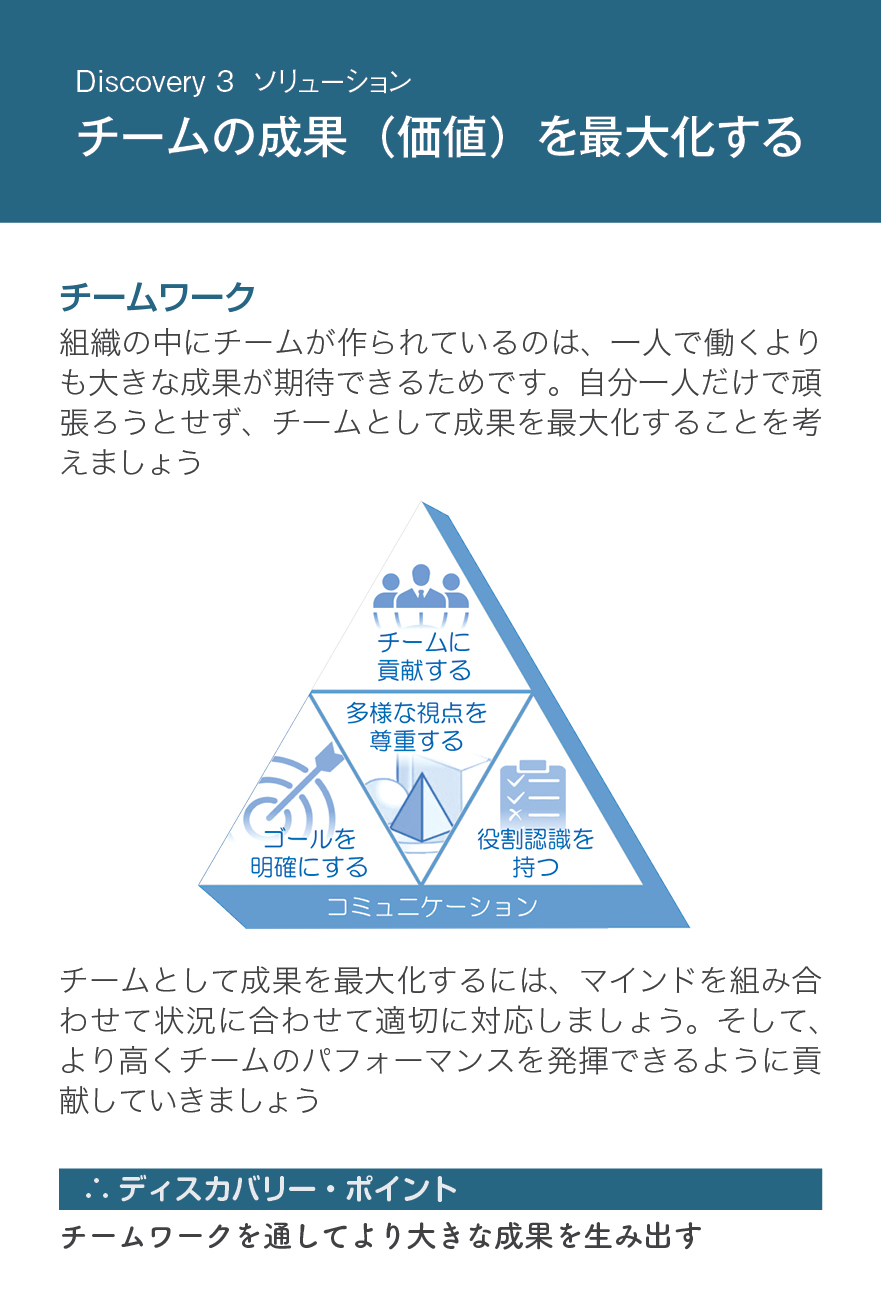 Discovery 3 ソリューション
チームの成果（価値）を最大化する
チームワーク
組織の中にチームが作られているのは、一人で働くより
も大きな成果が期待できるためです。自分一人だけで頑
張ろうとせず、チームとして成果を最大化することを考
えましょう
チームに
貢献する
多様な視点を
尊重する
ゴールを
明確にする
役割認識を
持つ
コミュニケーション
チームとして成果を最大化するには、マインドを組み合
わせて状況に合わせて適切に対応しましょう。そして、
より高くチームのパフォーマンスを発揮できるように貢
献していきましょう
∴ ディスカバリー・ポイント
チームワークを通してより大きな成果を生み出す